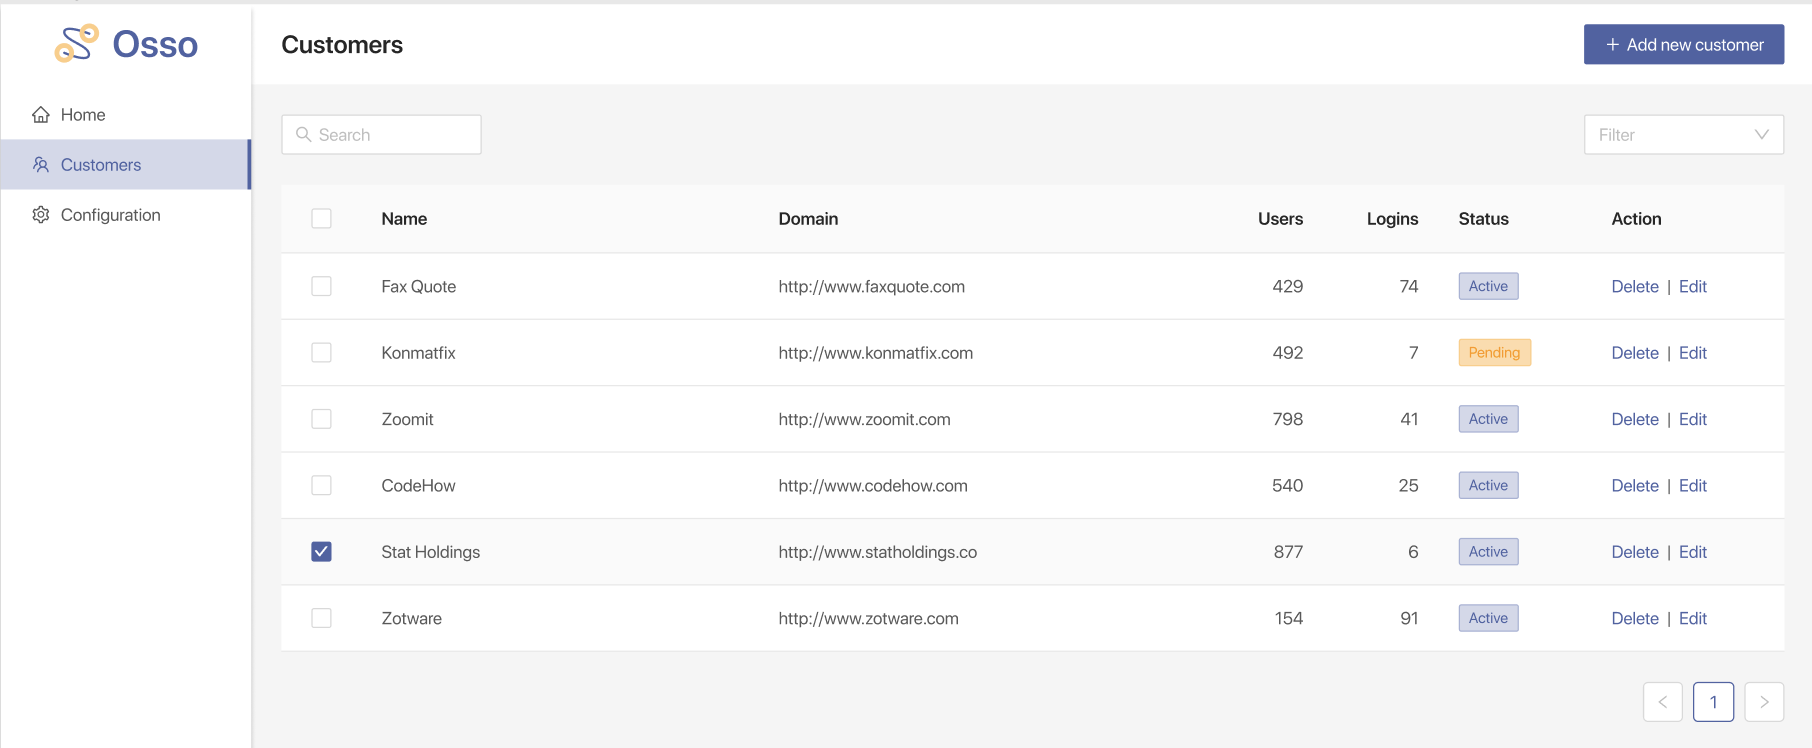 Osso
Customers
+ Add new customer
Home
Customers
Configuration
Search
Filter
Name Domain Users Logins Status Action
Fax Quote http://www.faxquote.com 429 74 Active Delete | Edit
Konmatfix http://www.konmatfix.com 492 7 Pending Delete | Edit
Zoomit http://www.zoomit.com 798 41 Active Delete | Edit
CodeHow http://www.codehow.com 540 25 Active Delete | Edit
Stat Holdings http://www.statholdings.co 877 6 Active Delete | Edit
Zotware http://www.zotware.com 154 91 Active Delete | Edit
< 1 >